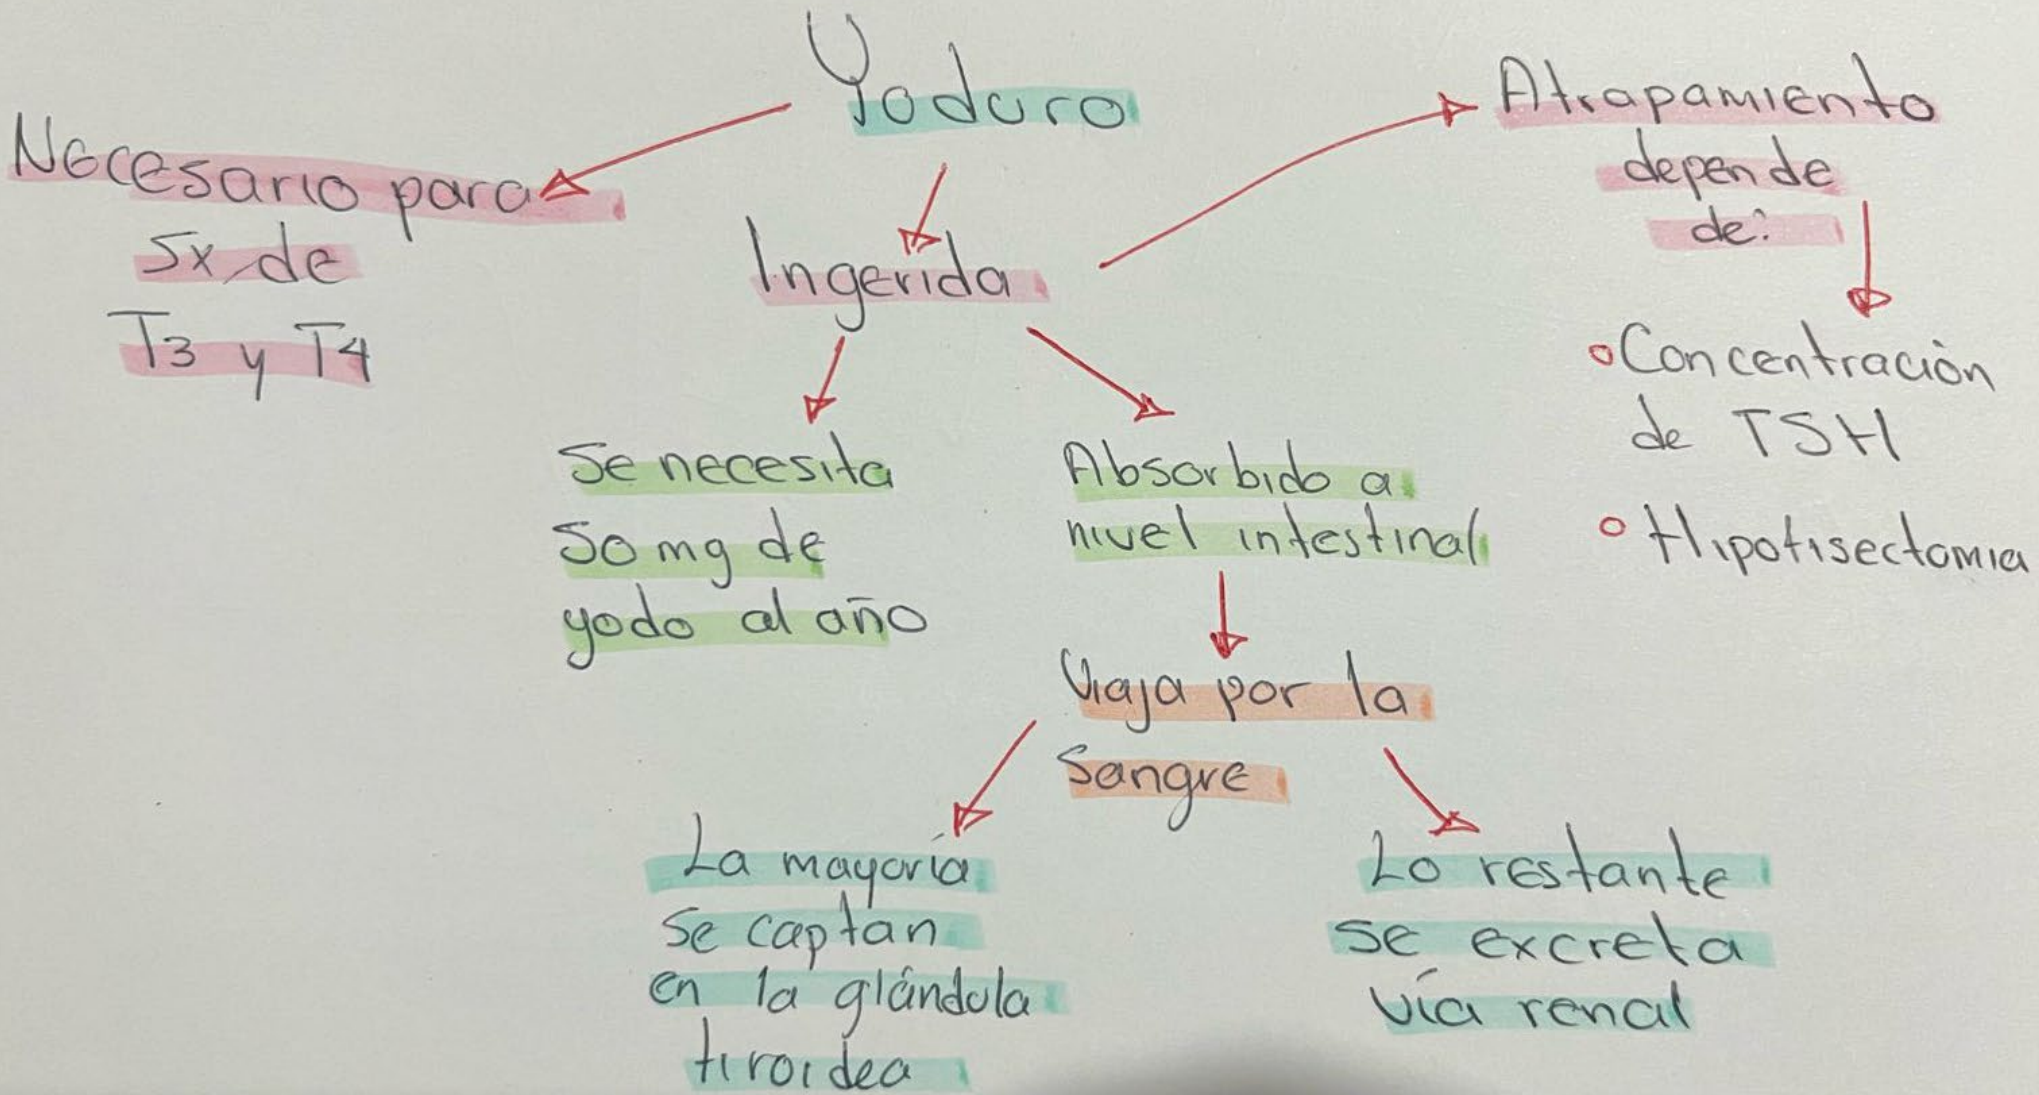 Yoduro
Necesario para
Sx de
T3 y T4
Ingerida
Atrapamiento
depende
de:
Concentración
de TSH
Hipofisectomia
Se necesita
50 mg de
yodo al año
Absorbido a
nivel intestinal
Viaja por la
Sangre
La mayoría
se captan
en la glándula
tiroidea
Lo restante
se excreta
vía renal